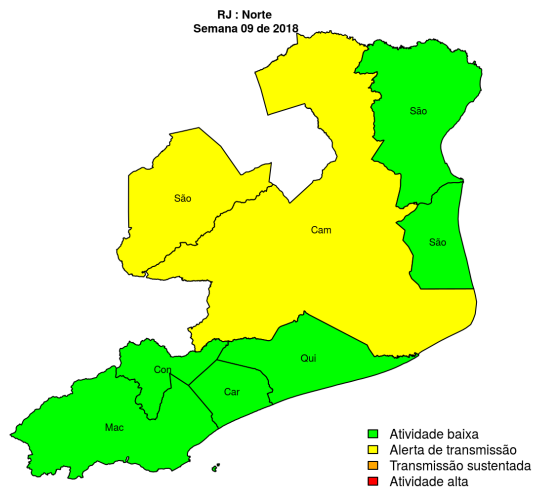 RJ : Norte
Semana 09 de 2018
São
São
Cam
São
Qui
Con
Car
Mac
Atividade baixa
Alerta de transmissão
Transmissão sustentada
Atividade alta